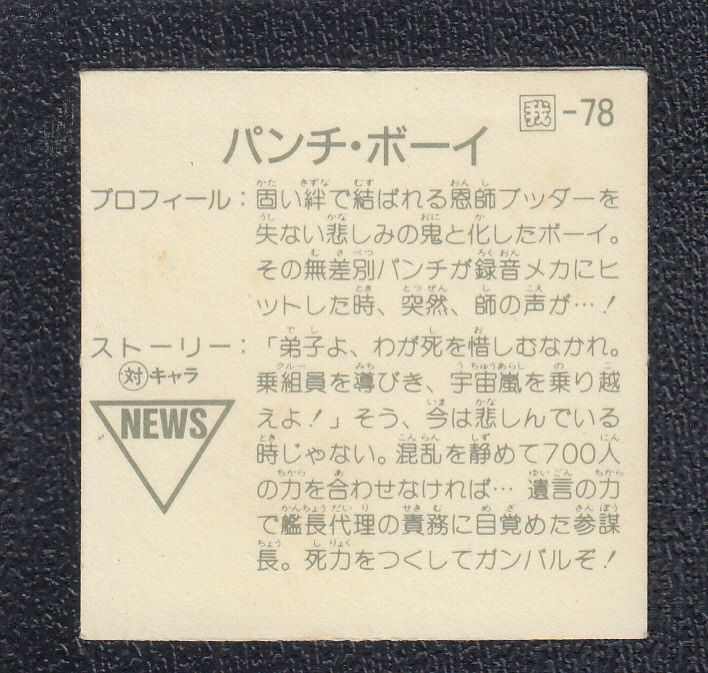 我-78
パンチ・ボーイ
プロフィール：固い絆で結ばれる恩師ブッダーを
失ない悲しみの鬼と化したボーイ。
その無差別パンチが録音メカにヒ
ットした時、突然、師の声が…！
ストーリー：「弟子よ、わが死を惜しむなかれ。
対キャラ 乗組員を導びき、宇宙嵐を乗り越
NEWS えよ！」そう、今は悲しんでいる
時じゃない。混乱を静めて700人
の力を合わせなければ… 遺言の力
で艦長代理の責務に目覚めた参謀
長。死力をつくしてガンバルぞ！